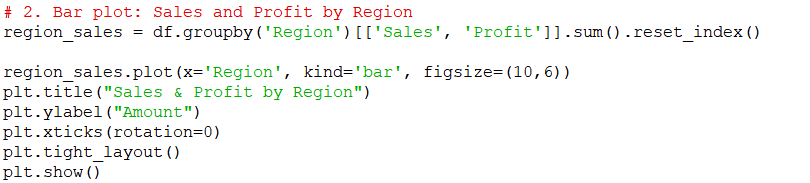 # 2. Bar plot: Sales and Profit by Region
region_sales = df.groupby('Region')[['Sales', 'Profit']].sum().reset_index()
region_sales.plot(x='Region', kind='bar', figsize=(10,6))
plt.title("Sales & Profit by Region")
plt.ylabel("Amount")
plt.xticks(rotation=0)
plt.tight_layout()
plt.show()